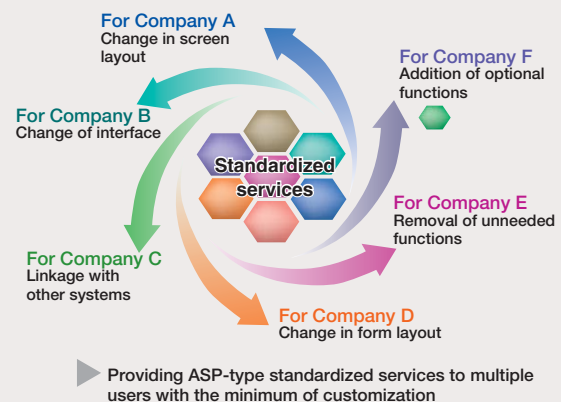 For Company A
Change in screen
layout
For Company F
Addition of optional
functions
For Company B
Change of interface
Standardized
services
For Company E
Removal of unneeded
functions
For Company C
Linkage with
other systems
For Company D
Change in form layout
Providing ASP-type standardized services to multiple
users with the minimum of customization